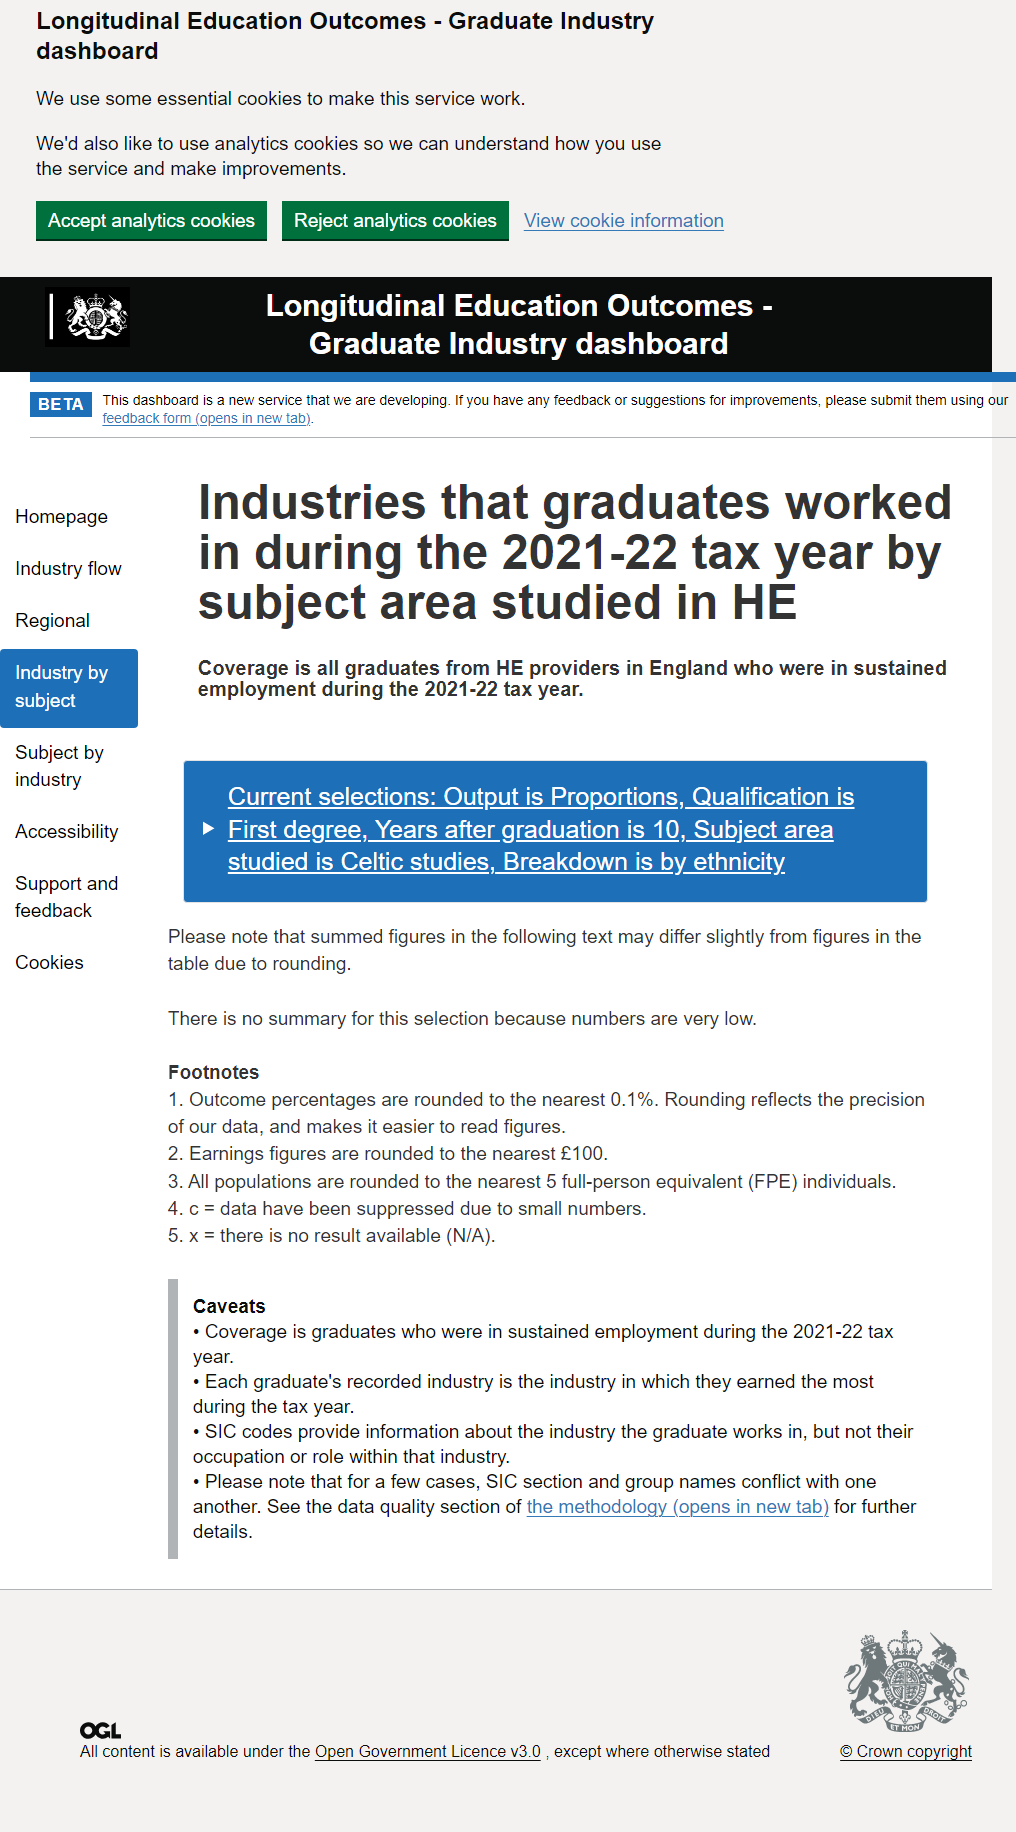 Longitudinal Education Outcomes - Graduate Industry
dashboard
We use some essential cookies to make this service work.
We'd also like to use analytics cookies so we can understand how you use
the service and make improvements.
Accept analytics cookies Reject analytics cookies View cookie information
Longitudinal Education Outcomes -
Graduate Industry dashboard
BETA This dashboard is a new service that we are developing. If you have any feedback or suggestions for improvements, please submit them using our
feedback form (opens in new tab).
Homepage
Industry flow
Regional
Industry by
subject
Subject by
industry
Accessibility
Support and
feedback
Cookies
Industries that graduates worked
in during the 2021-22 tax year by
subject area studied in HE
Coverage is all graduates from HE providers in England who were in sustained
employment during the 2021-22 tax year.
Current selections: Output is Proportions, Qualification is
First degree, Years after graduation is 10, Subject area
studied is Celtic studies, Breakdown is by ethnicity
Please note that summed figures in the following text may differ slightly from figures in the
table due to rounding.
There is no summary for this selection because numbers are very low.
Footnotes
1. Outcome percentages are rounded to the nearest 0.1%. Rounding reflects the precision
of our data, and makes it easier to read figures.
2. Earnings figures are rounded to the nearest £100.
3. All populations are rounded to the nearest 5 full-person equivalent (FPE) individuals.
4. c = data have been suppressed due to small numbers.
5. x = there is no result available (N/A).
Caveats
• Coverage is graduates who were in sustained employment during the 2021-22 tax
year.
• Each graduate's recorded industry is the industry in which they earned the most
during the tax year.
• SIC codes provide information about the industry the graduate works in, but not their
occupation or role within that industry.
• Please note that for a few cases, SIC section and group names conflict with one
another. See the data quality section of the methodology (opens in new tab) for further
details.
DIEU ET MON DROIT
OGL
All content is available under the Open Government Licence v3.0 , except where otherwise stated
© Crown copyright